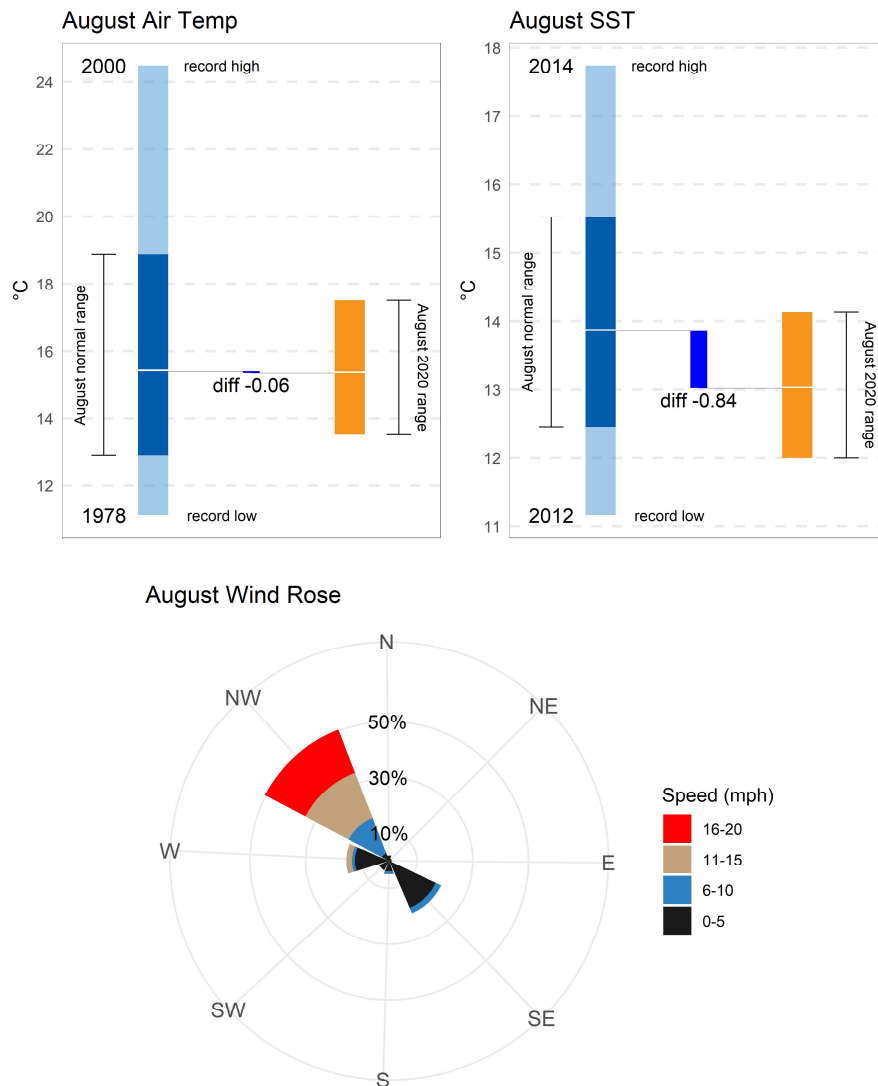 August Air Temp
2000
record high
24
22
20
18
16
14
12
°C
August normal range
diff -0.06
August 2020 range
1978
record low
August SST
18
17
16
15
14
13
12
11
°C
2014
record high
August normal range
diff -0.84
August 2020 range
2012
record low
August Wind Rose
N
NW
NE
50%
30%
10%
W
E
SW
SE
S
Speed (mph)
16-20
11-15
6-10
0-5